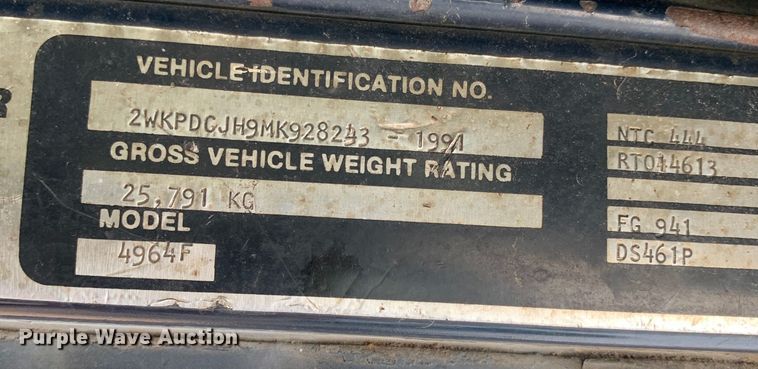 VEHICLE IDENTIFICATION NO.
2WKPDCJH9MK928233 - 1991
GROSS VEHICLE WEIGHT RATING
25,791 KG
MODEL
4964F
NTC 444
RTO14613
FG 941
DS461P
R
Purple Wave Auction